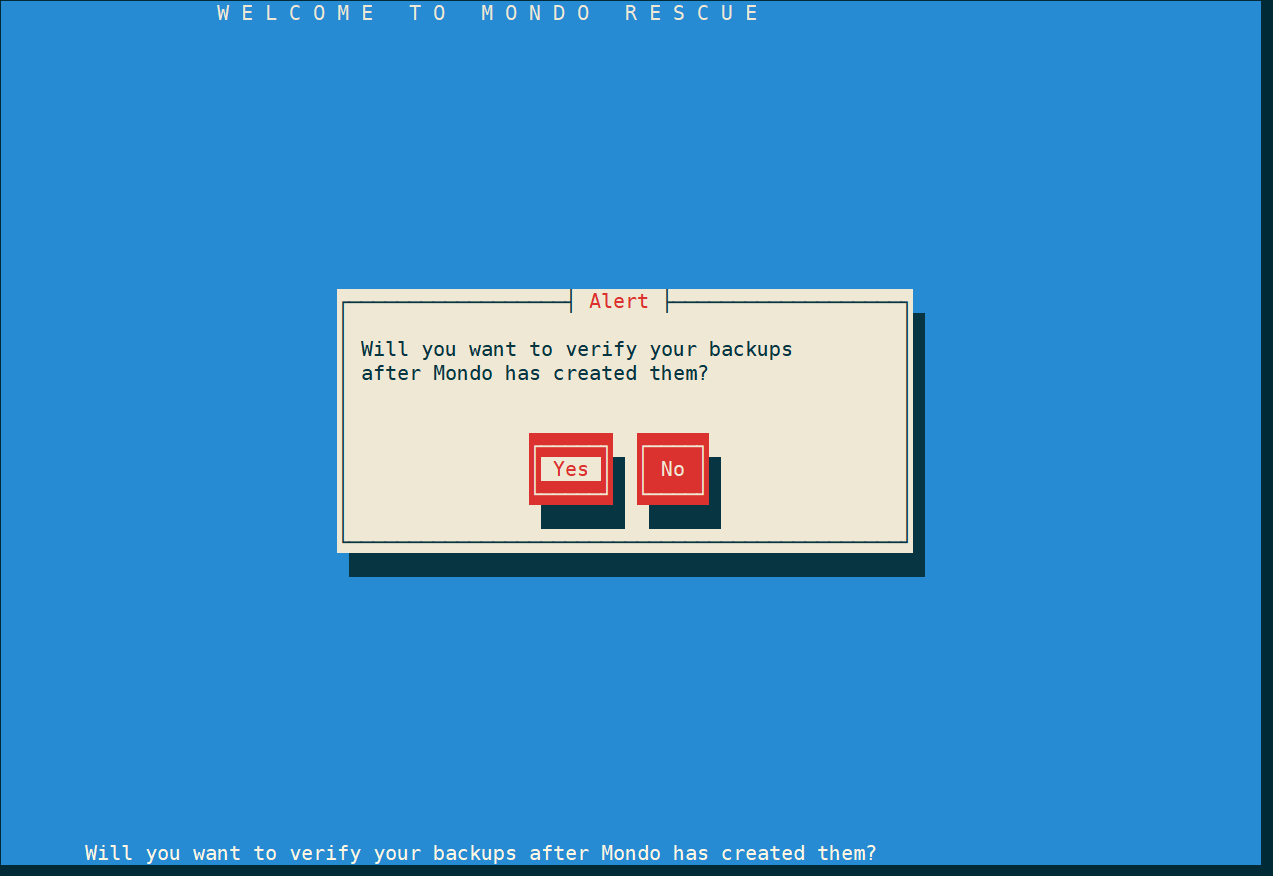 W E L C O M E   T O   M O N D O   R E S C U E
Alert
Will you want to verify your backups
after Mondo has created them?
Yes No
Will you want to verify your backups after Mondo has created them?